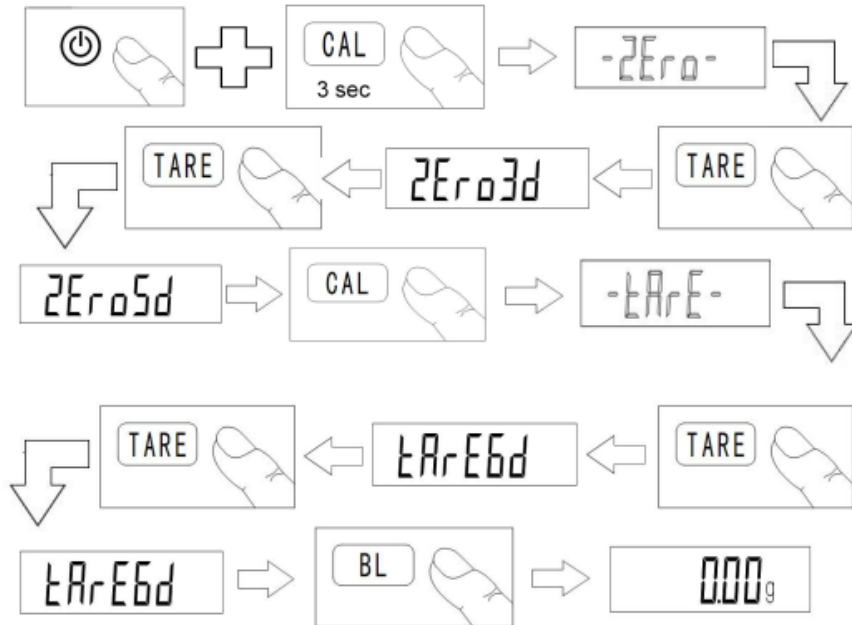 CAL
3 sec
-ZEro-
TARE
ZEro3d
TARE
ZEro5d
CAL
-tArE-
TARE
tArE6d
TARE
tArE6d
BL
0.00g